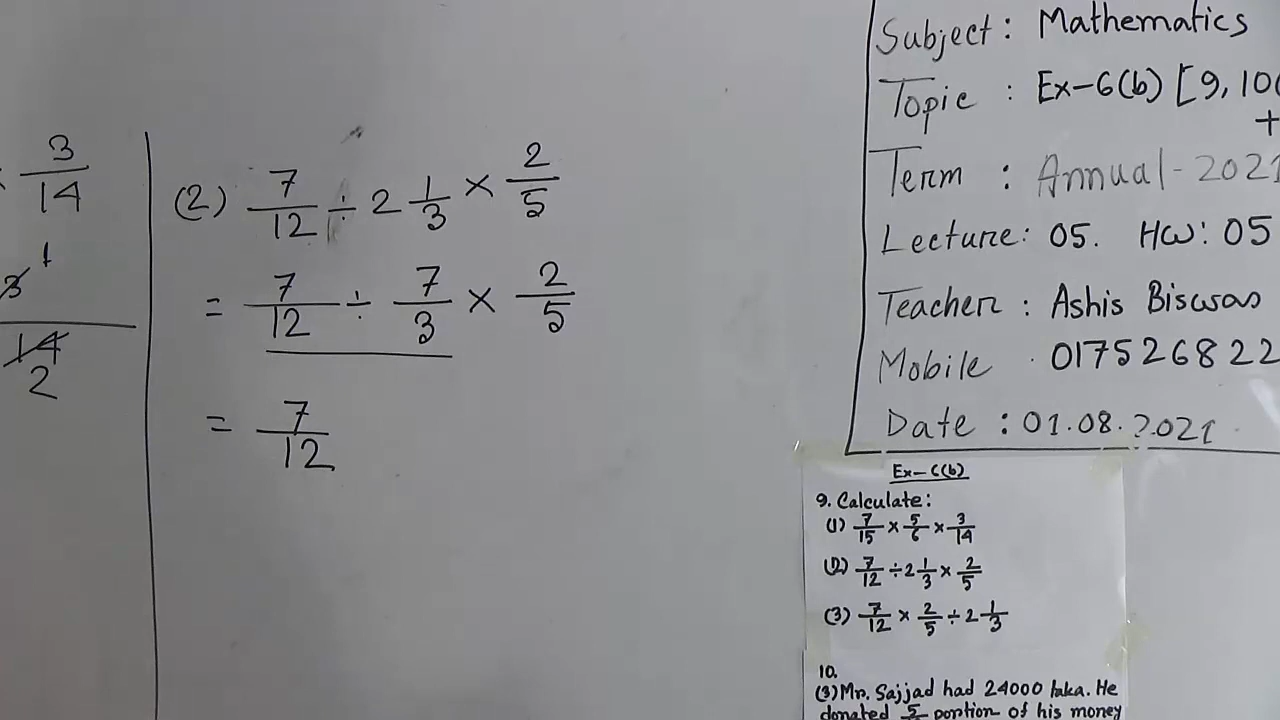 × 3/14
3 1
14
2
(2) 7/12 ÷ 2 1/3 × 2/5
= 7/12 ÷ 7/3 × 2/5
= 7/12
Subject: Mathematics
Topic : Ex-6(b) [9, 10(
+
Term : Annual-2021
Lecture: 05. HW: 05
Teacher : Ashis Biswas
Mobile 017526822
Date : 01.08.2021
Ex-6(b)
9. Calculate:
(1) 7/15 × 5/6 × 3/14
(2) 7/12 ÷ 2 1/3 × 2/5
(3) 7/12 × 2/5 ÷ 2 1/3
10.
(3) Mr. Sajjad had 24000 taka. He
donated 5/ portion of his money